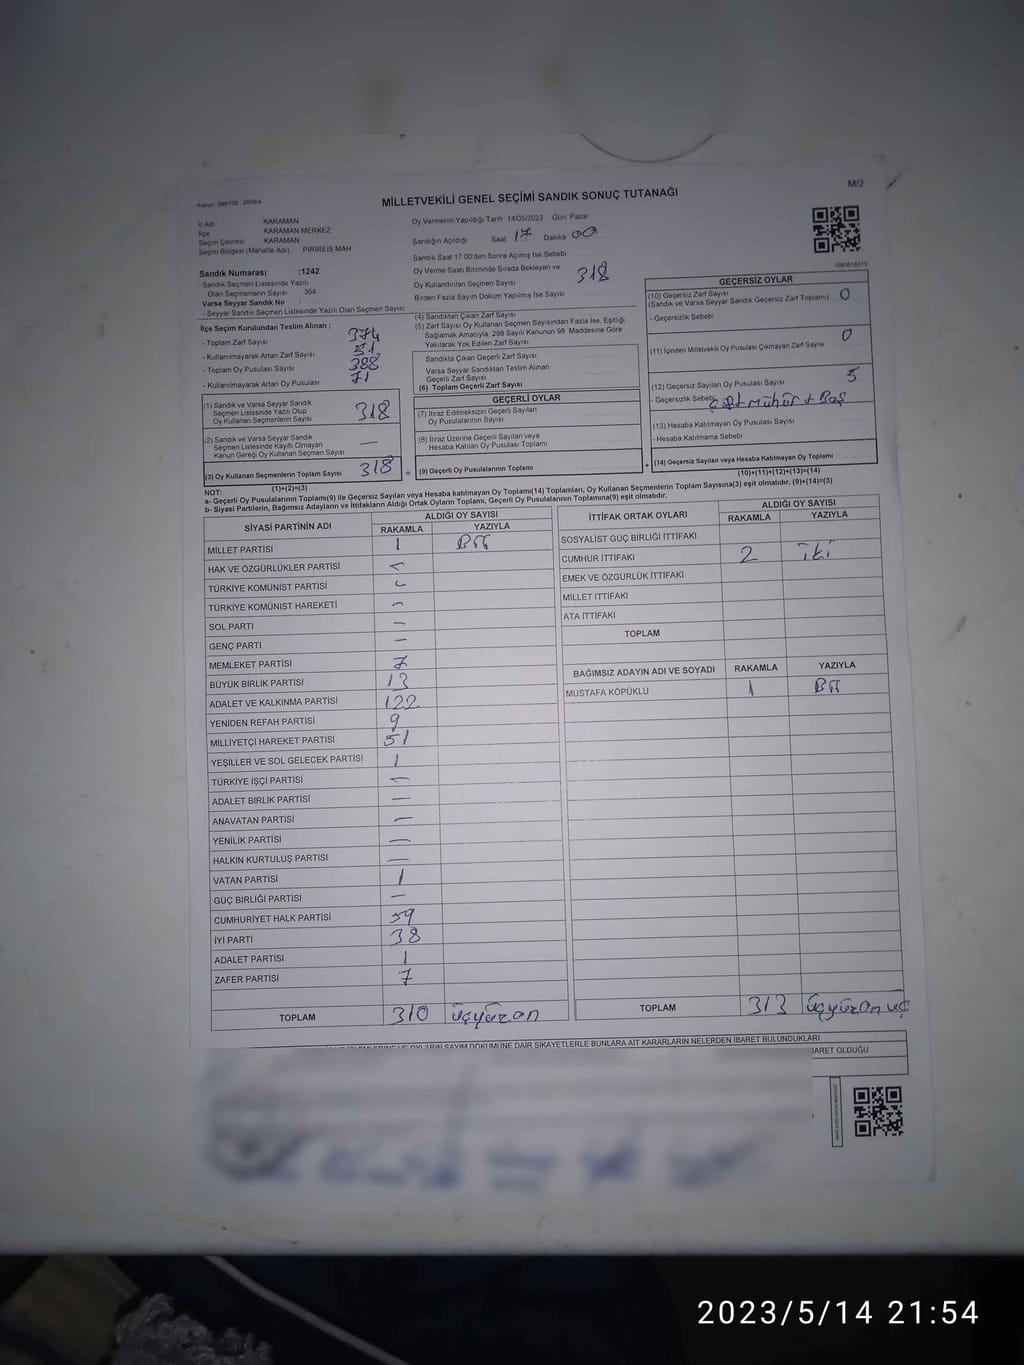 MİLLETVEKİLİ GENEL SEÇİMİ SANDIK SONUÇ TUTANAĞI
M/2
İl Adı KARAMAN
İlçe KARAMAN MERKEZ
Seçim Çevresi KARAMAN
Seçim Bölgesi (Mahalle Adı) PIRIREIS MAH
Sandık Numarası :1242
- Sandık Seçmen Listesinde Yazılı
Olan Seçmenlerin Sayısı 364
Varsa Seyyar Sandık No :
- Seyyar Sandık Seçmen Listesinde Yazılı Olan Seçmen Sayısı
Oy Vermenin Yapıldığı Tarih 14/05/2023 Gün Pazar
Sandığın Açıldığı Saat 17 Dakika 00
Sandık Saat 17 00'den Sonra Açımış İse Sebebi
Oy Verme Saati Bitiminde Sırada Bekleyen ve
Oy Kullandırılan Seçmen Sayısı 318
Birden Fazla Sayım Döküm Yapılmış İse Sayısı
İlçe Seçim Kurulundan Teslim Alınan ;
- Toplam Zarf Sayısı 374
- Kullanılmayarak Artan Zarf Sayısı 51
- Toplam Oy Pusulası Sayısı 388
- Kullanılmayarak Artan Oy Pusulası 71
(1) Sandık ve Varsa Seyyar Sandık
Seçmen Listesinde Yazılı Olup
Oy Kullanan Seçmenlerin Sayısı 318
(2) Sandık ve Varsa Seyyar Sandık
Seçmen Listesinde Kayıtlı Olmayan
Kanun Gereği Oy Kullanan Seçmen Sayısı —
(3) Oy Kullanan Seçmenlerin Toplam Sayısı 318
(1)+(2)=(3)
(4) Sandıktan Çıkan Zarf Sayısı
(5) Zarf Sayısı Oy Kullanan Seçmen Sayısından Fazla İse, Eşitliği
Sağlamak Amacıyla, 298 Sayılı Kanunun 98. Maddesine Göre
Yakılarak Yok Edilen Zarf Sayısı
Sandıkta Çıkan Geçerli Zarf Sayısı
Varsa Seyyar Sandıktan Teslim Alınan
Geçerli Zarf Sayısı
(6) Toplam Geçerli Zarf Sayısı
GEÇERLİ OYLAR
(7) İtiraz Edilmeksizin Geçerli Sayılan
Oy Pusulalarının Sayısı
(8) İtiraz Üzerine Geçerli Sayılan veya
Hesaba Katılan Oy Pusulası Toplamı
(9) Geçerli Oy Pusulalarının Toplamı
GEÇERSİZ OYLAR
(10) Geçersiz Zarf Sayısı 0
(Sandık ve Varsa Seyyar Sandık Geçersiz Zarf Toplamı)
- Geçersizlik Sebebi
(11) İçinden Milletvekili Oy Pusulası Çıkmayan Zarf Sayısı 0
(12) Geçersiz Sayılan Oy Pusulası Sayısı 5
- Geçersizlik Sebebi Çift Mühür + Boş
(13) Hesaba Katılmayan Oy Pusulası Sayısı
- Hesaba Katılmama Sebebi
(14) Geçersiz Sayılan veya Hesaba Katılmayan Oy Toplamı
(10)+(11)+(12)+(13)=(14)
NOT:
a- Geçerli Oy Pusulalarının Toplamı(9) ile Geçersiz Sayılan veya Hesaba katılmayan Oy Toplamı(14) Toplamları, Oy Kullanan Seçmenlerin Toplam Sayısına(3) eşit olmalıdır. (9)+(14)=(3)
b- Siyasi Partilerin, Bağımsız Adayların ve İttifakların Aldığı Ortak Oyların Toplamı, Geçerli Oy Pusulalarının Toplamına(9) eşit olmalıdır.
SİYASİ PARTİNİN ADI ALDIĞI OY SAYISI
RAKAMLA YAZIYLA
MİLLET PARTİSİ 1 Bir
HAK VE ÖZGÜRLÜKLER PARTİSİ
TÜRKİYE KOMÜNİST PARTİSİ
TÜRKİYE KOMÜNİST HAREKETİ —
SOL PARTİ —
GENÇ PARTİ —
MEMLEKET PARTİSİ 7
BÜYÜK BİRLİK PARTİSİ 13
ADALET VE KALKINMA PARTİSİ 122
YENİDEN REFAH PARTİSİ 9
MİLLİYETÇİ HAREKET PARTİSİ 51
YEŞİLLER VE SOL GELECEK PARTİSİ 1
TÜRKİYE İŞÇİ PARTİSİ —
ADALET BİRLİK PARTİSİ —
ANAVATAN PARTİSİ —
YENİLİK PARTİSİ —
HALKIN KURTULUŞ PARTİSİ —
VATAN PARTİSİ 1
GÜÇ BİRLİĞİ PARTİSİ —
CUMHURİYET HALK PARTİSİ 59
İYİ PARTİ 38
ADALET PARTİSİ 1
ZAFER PARTİSİ 7
TOPLAM 310 üçyüzon
İTTİFAK ORTAK OYLARI ALDIĞI OY SAYISI
RAKAMLA YAZIYLA
SOSYALİST GÜÇ BİRLİĞİ İTTİFAKI
CUMHUR İTTİFAKI 2 iki
EMEK VE ÖZGÜRLÜK İTTİFAKI
MİLLET İTTİFAKI
ATA İTTİFAKI
TOPLAM
BAĞIMSIZ ADAYIN ADI VE SOYADI RAKAMLA YAZIYLA
MUSTAFA KÖPÜKLÜ 1 Bir
TOPLAM 313 üçyüzonüç
OYLARIN SAYIM DÖKÜMÜNE DAİR ŞİKAYETLERLE BUNLARA AİT KARARLARIN NELERDEN İBARET BULUNDUKLARI
İBARET OLDUĞU
2023/5/14 21:54